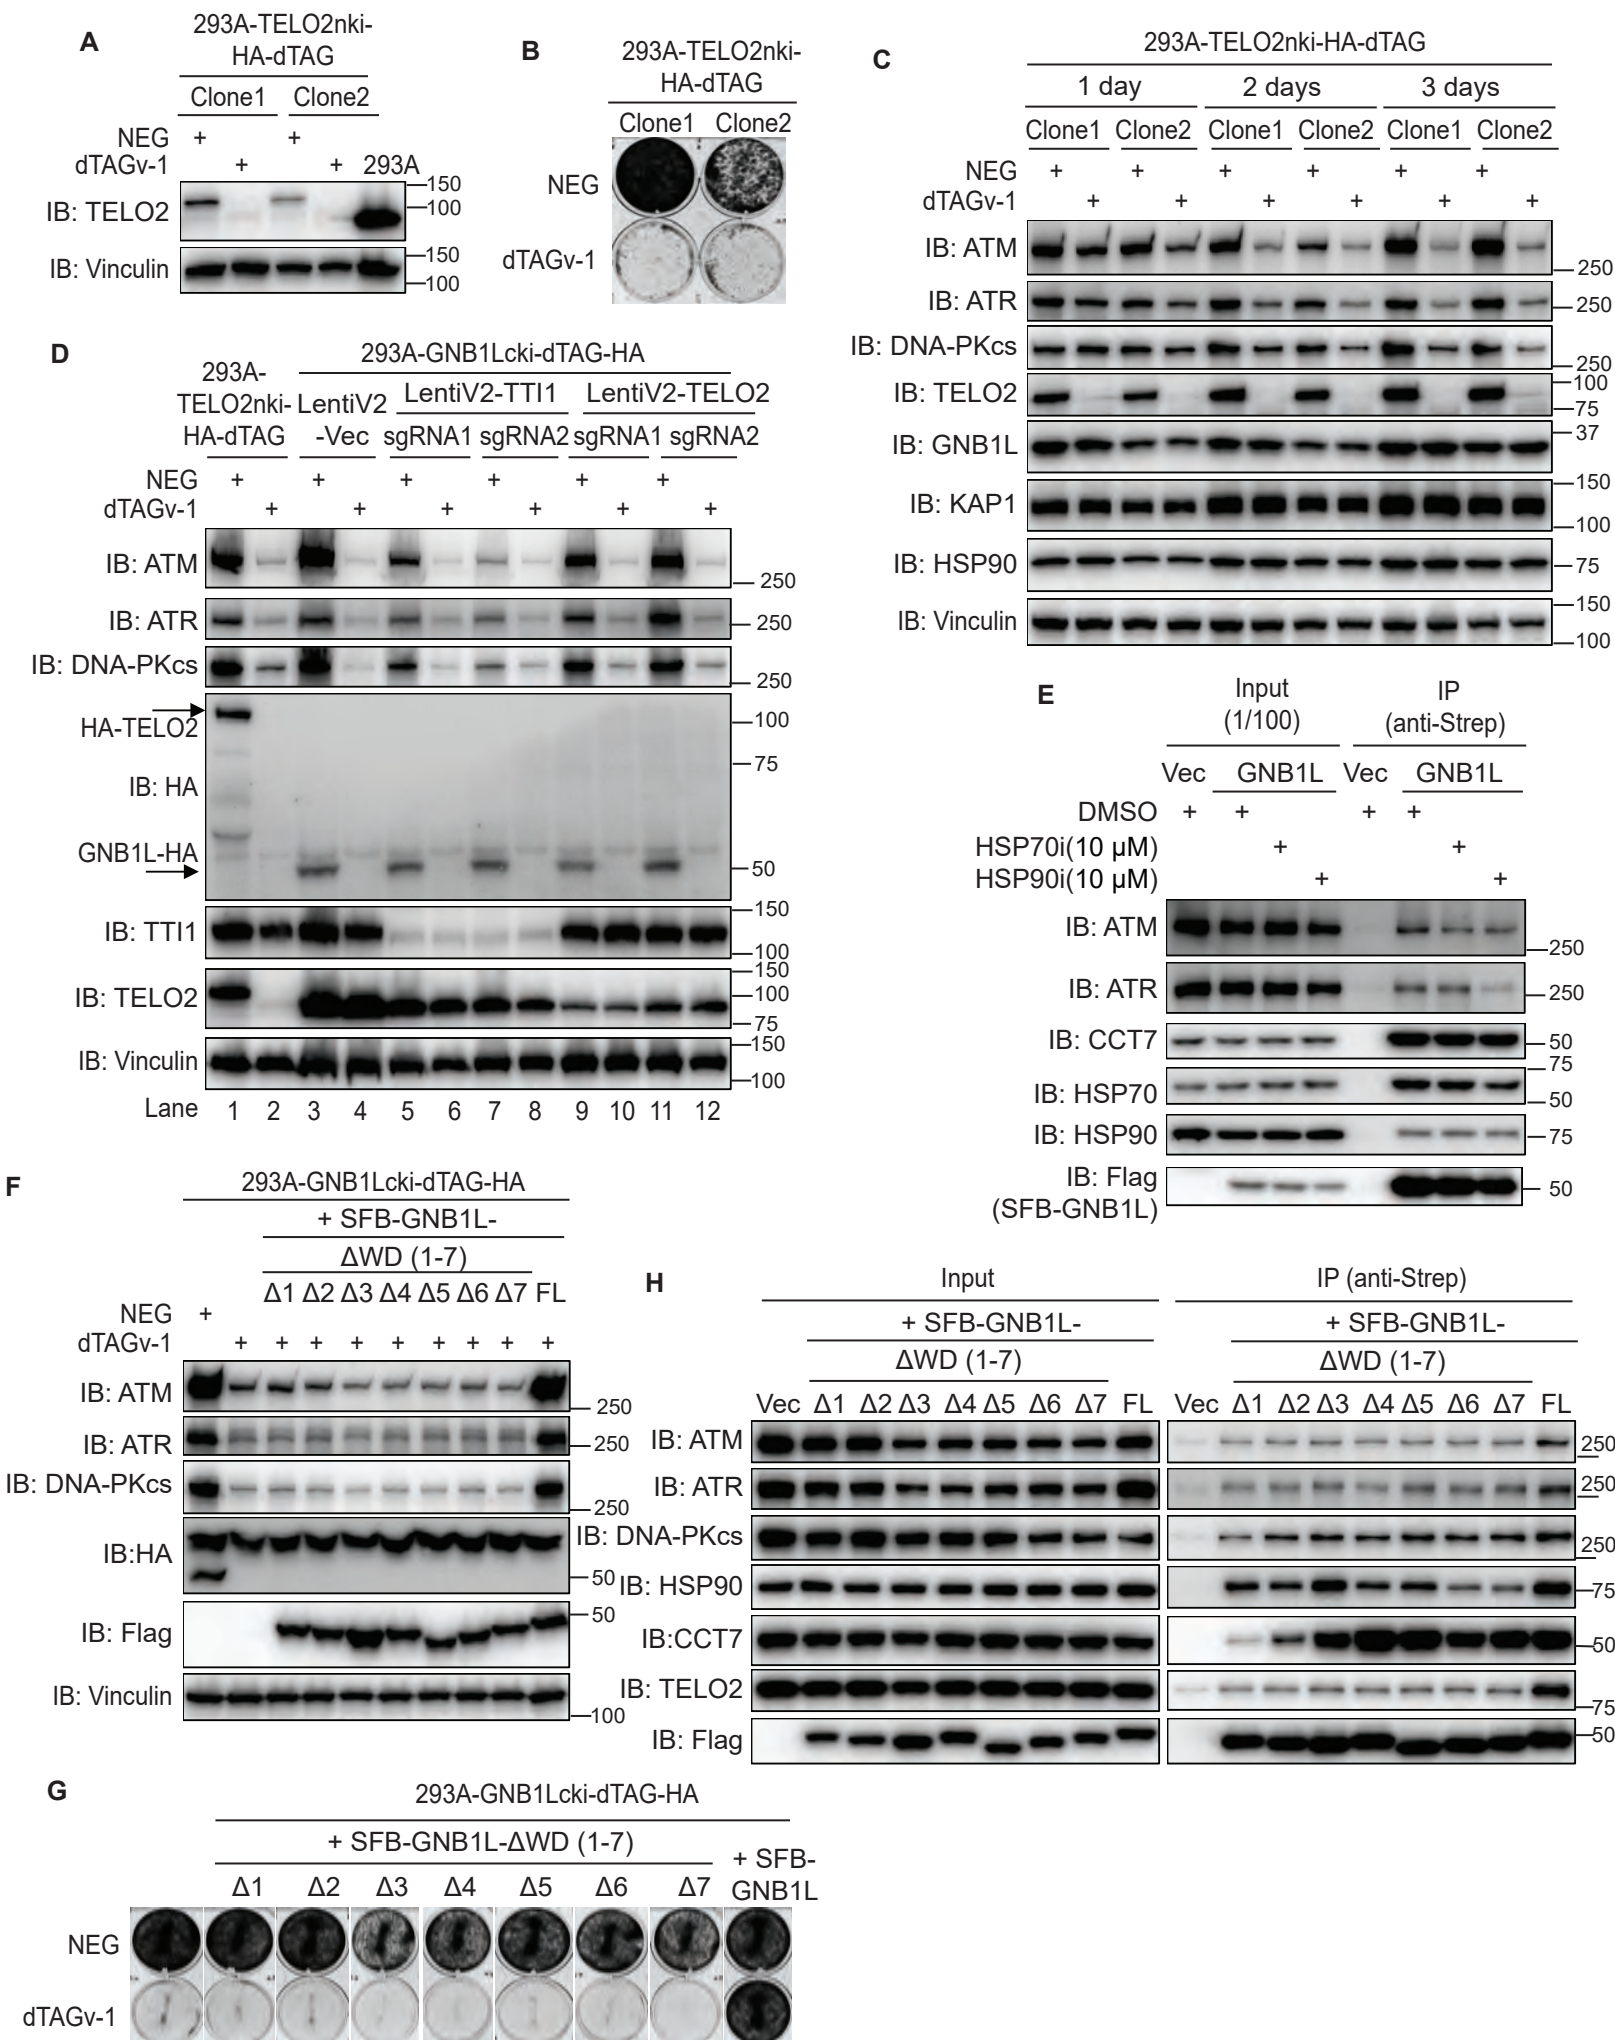 A
293A-TELO2nki-
HA-dTAG
Clone1 Clone2
NEG + +
dTAGv-1 + + 293A
IB: TELO2 150
100
IB: Vinculin 150
100
B
293A-TELO2nki-
HA-dTAG
Clone1 Clone2
NEG
dTAGv-1
C
293A-TELO2nki-HA-dTAG
1 day 2 days 3 days
Clone1 Clone2 Clone1 Clone2 Clone1 Clone2
NEG + + + + + +
dTAGv-1 + + + + + +
IB: ATM 250
IB: ATR 250
IB: DNA-PKcs 250
IB: TELO2 100
75
IB: GNB1L 37
IB: KAP1 150
100
IB: HSP90 75
IB: Vinculin 150
100
D
293A-GNB1Lcki-dTAG-HA
293A-
TELO2nki-
HA-dTAG
LentiV2
-Vec
LentiV2-TTI1 LentiV2-TELO2
sgRNA1 sgRNA2 sgRNA1 sgRNA2
NEG + + + + + +
dTAGv-1 + + + + + +
IB: ATM 250
IB: ATR 250
IB: DNA-PKcs 250
HA-TELO2 100
75
IB: HA
GNB1L-HA 50
IB: TTI1 150
100
IB: TELO2 150
100
75
IB: Vinculin 150
100
Lane 1 2 3 4 5 6 7 8 9 10 11 12
E
Input
(1/100)
IP
(anti-Strep)
Vec GNB1L Vec GNB1L
DMSO + + + +
HSP70i(10 µM) + +
HSP90i(10 µM) + +
IB: ATM 250
IB: ATR 250
IB: CCT7 50
IB: HSP70 75
50
IB: HSP90 75
IB: Flag
(SFB-GNB1L) 50
F
293A-GNB1Lcki-dTAG-HA
+ SFB-GNB1L-
ΔWD (1-7)
Δ1 Δ2 Δ3 Δ4 Δ5 Δ6 Δ7 FL
NEG +
dTAGv-1 + + + + + + + + +
IB: ATM 250
IB: ATR 250
IB: DNA-PKcs 250
IB:HA 50
IB: Flag 50
IB: Vinculin 100
H
Input IP (anti-Strep)
+ SFB-GNB1L- + SFB-GNB1L-
ΔWD (1-7) ΔWD (1-7)
Vec Δ1 Δ2 Δ3 Δ4 Δ5 Δ6 Δ7 FL Vec Δ1 Δ2 Δ3 Δ4 Δ5 Δ6 Δ7 FL
IB: ATM 250
IB: ATR 250
IB: DNA-PKcs 250
IB: HSP90 75
IB:CCT7 50
IB: TELO2 75
IB: Flag 50
G
293A-GNB1Lcki-dTAG-HA
+ SFB-GNB1L-ΔWD (1-7)
+ SFB-
GNB1L
Δ1 Δ2 Δ3 Δ4 Δ5 Δ6 Δ7
NEG
dTAGv-1